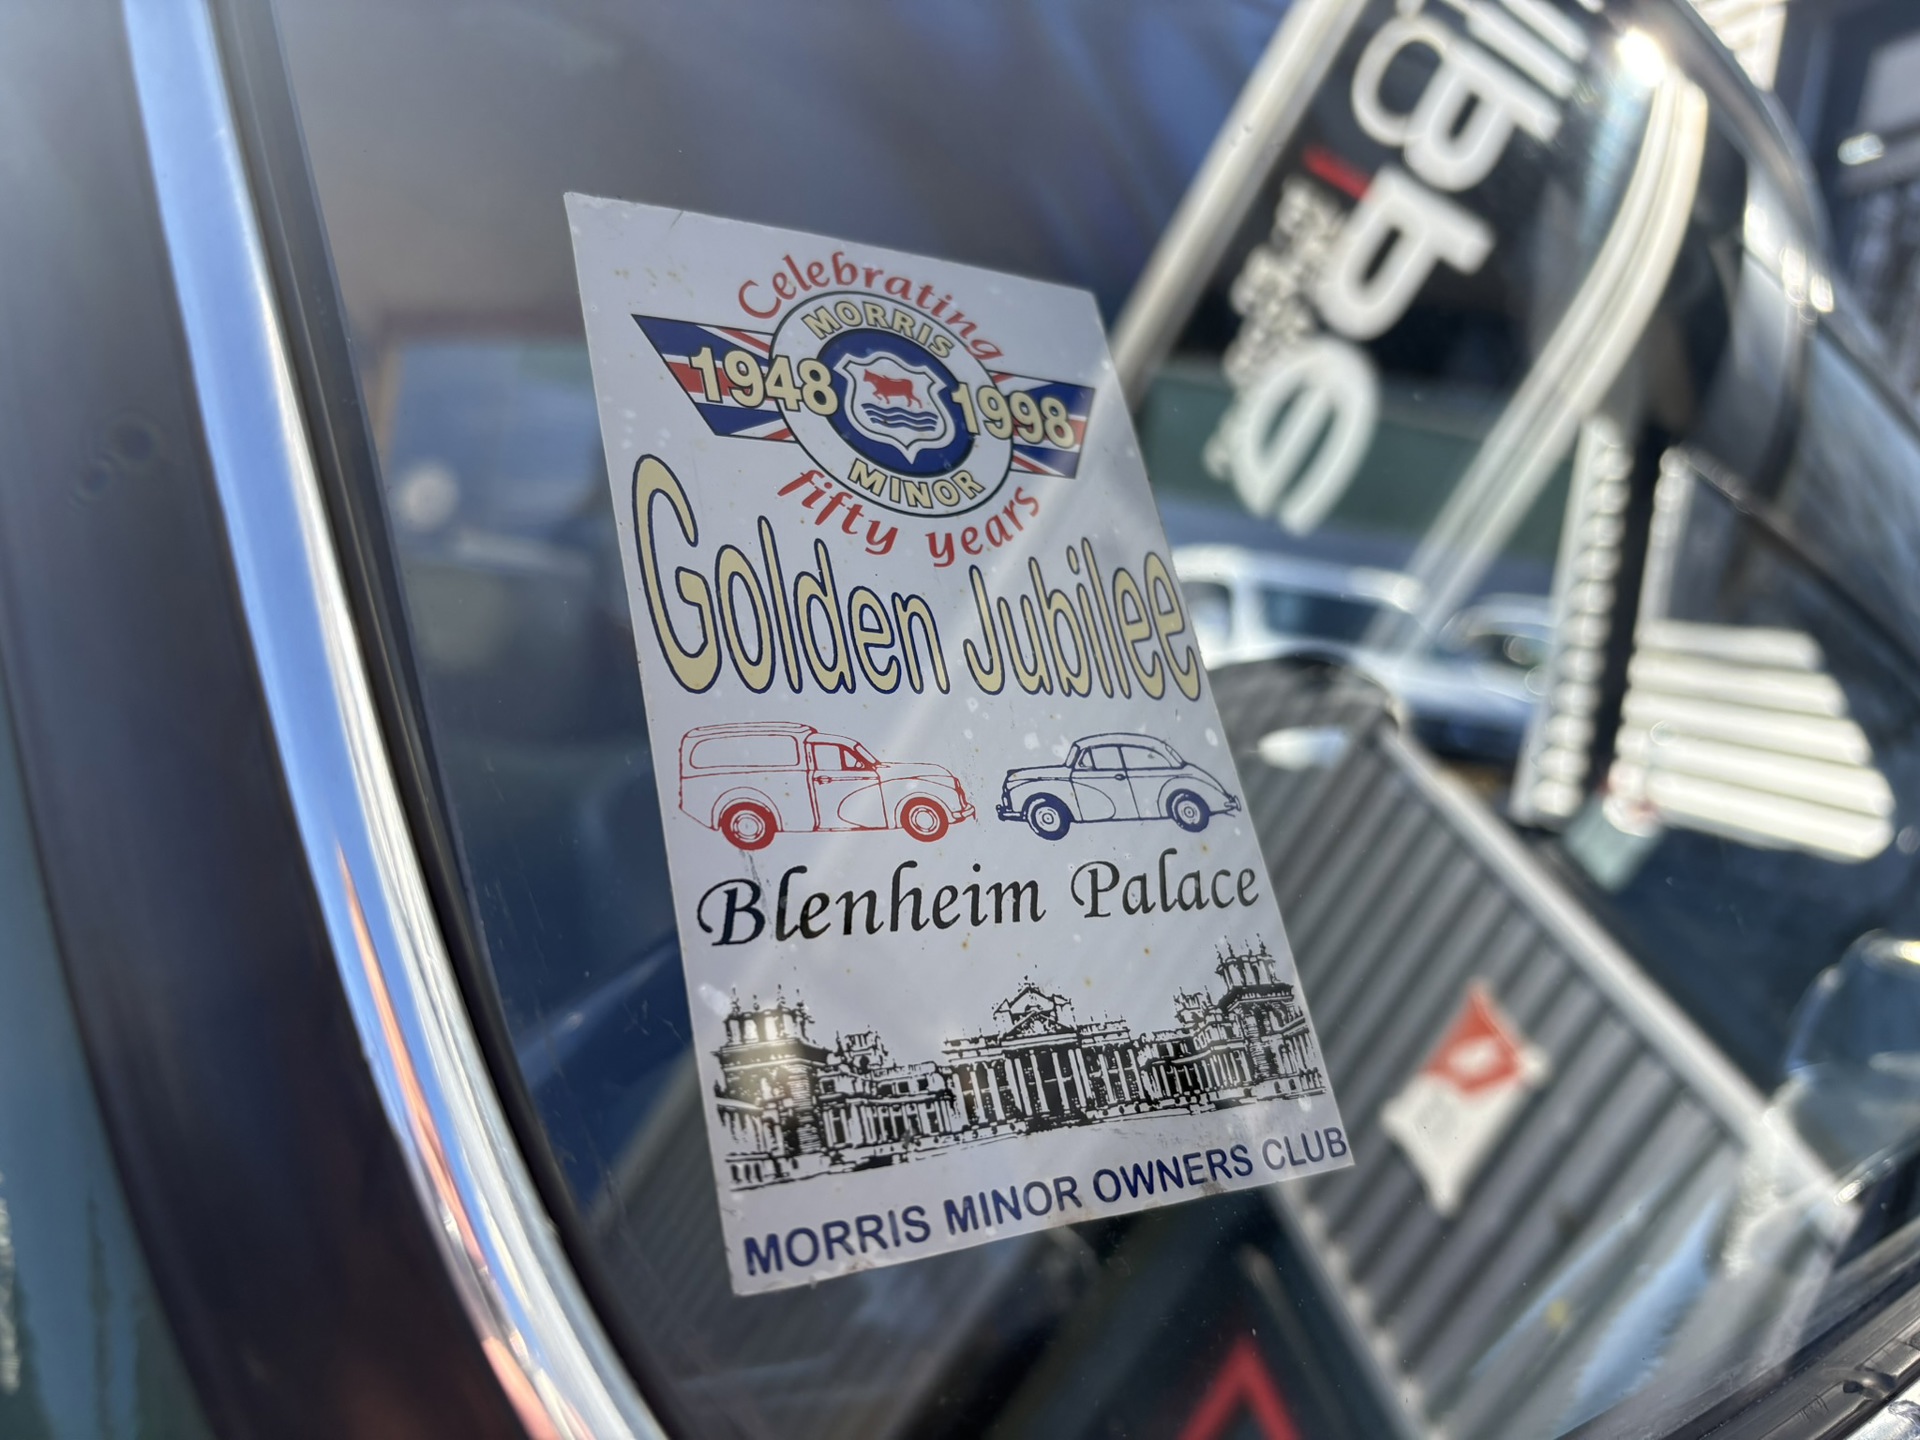 Celebrating
MORRIS
1948 1998
MINOR
fifty years
Golden Jubilee
Blenheim Palace
MORRIS MINOR OWNERS CLUB